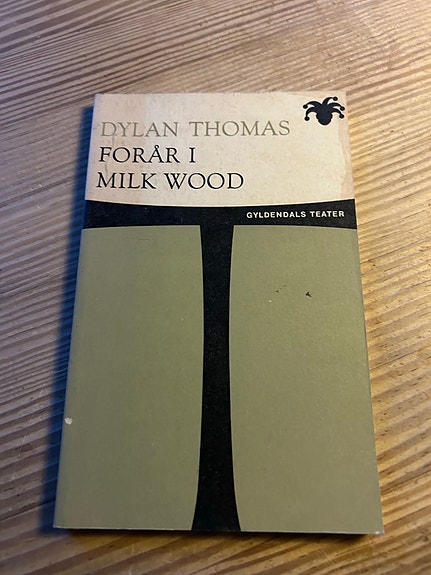 DYLAN THOMAS
FORÅR I
MILK WOOD
GYLDENDALS TEATER